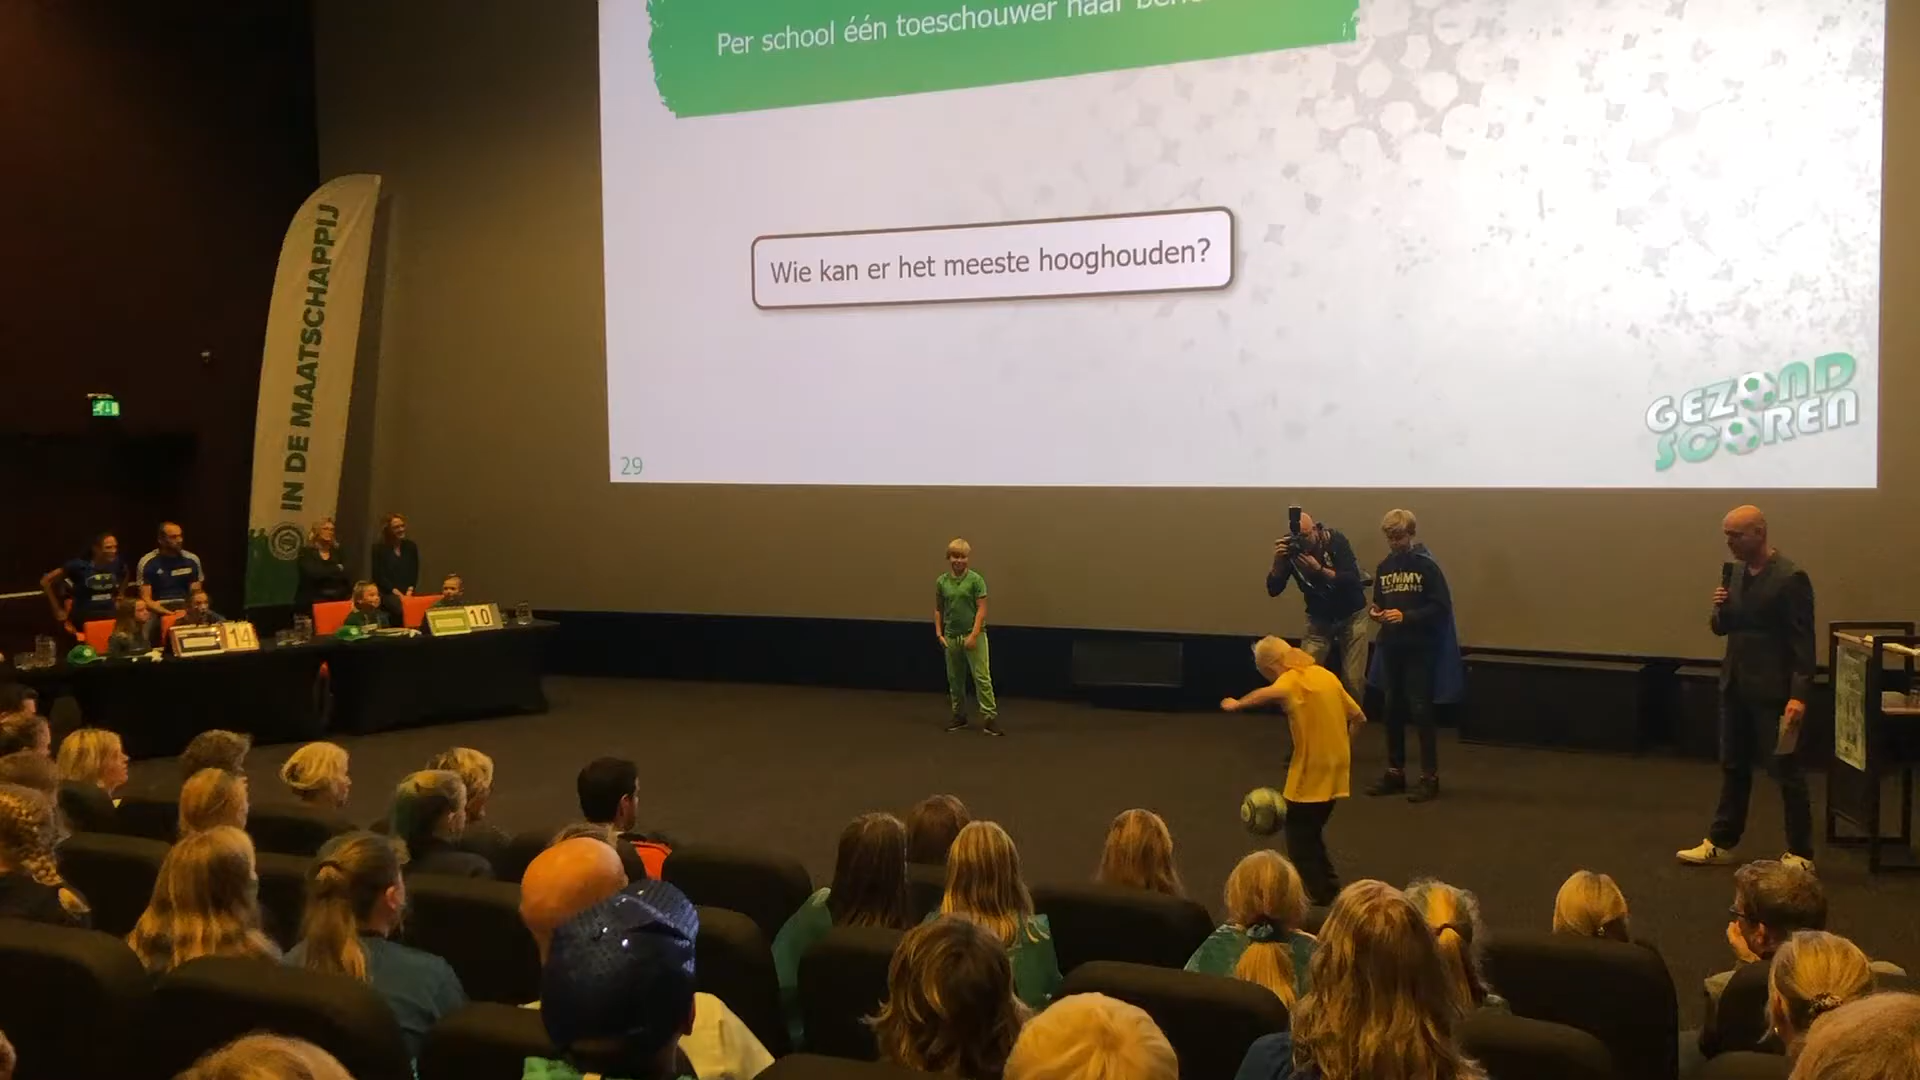 Per school één toeschouwer naar
Wie kan er het meeste hooghouden?
29
GEZOND
SCOREN
IN DE MAATSCHAPPIJ
TOMMY
JEANS
14
10